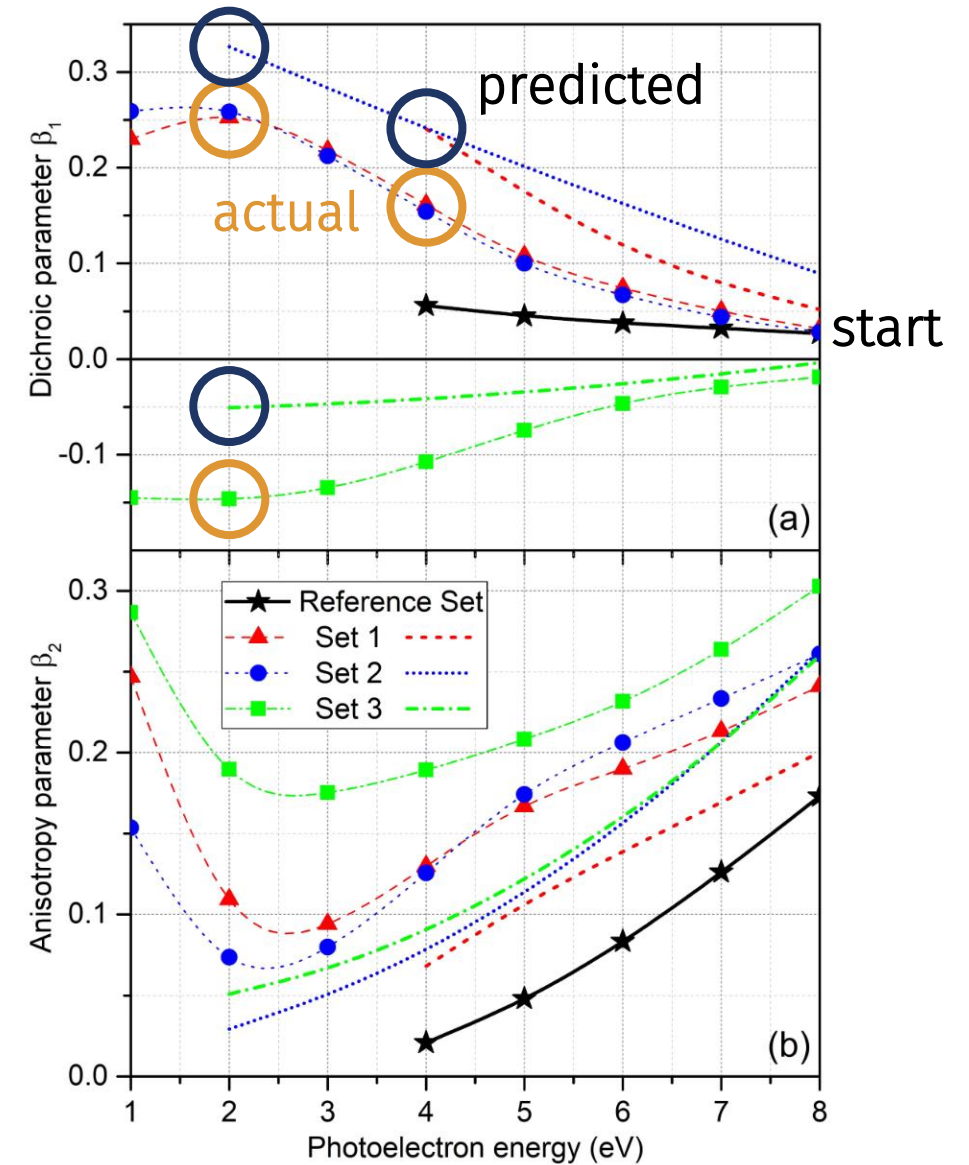 0.3
0.2
0.1
0.0
-0.1
Dichroic parameter β₁
predicted
actual
start
(a)
0.3
0.2
0.1
0.0
Anisotropy parameter β₂
Reference Set
Set 1
Set 2
Set 3
(b)
1 2 3 4 5 6 7 8
Photoelectron energy (eV)